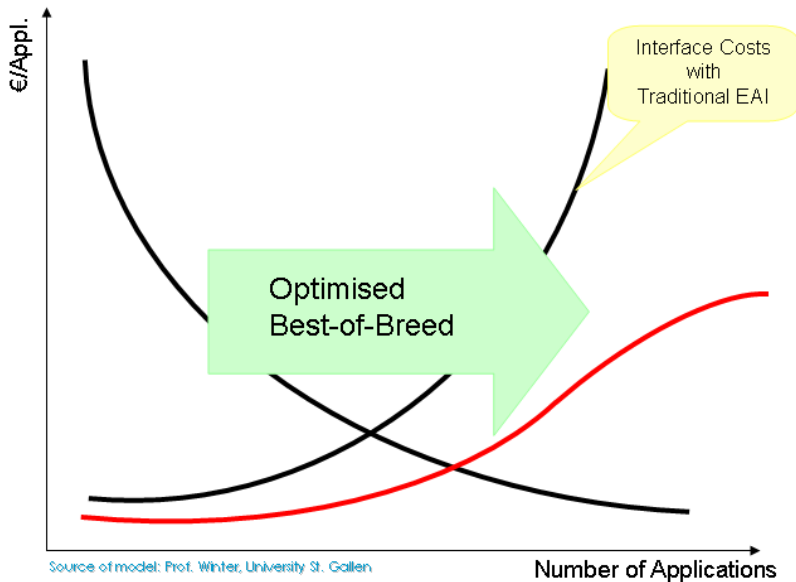 €/Appl.
Interface Costs
with
Traditional EAI
Optimised
Best-of-Breed
Source of model: Prof. Winter, University St. Gallen
Number of Applications